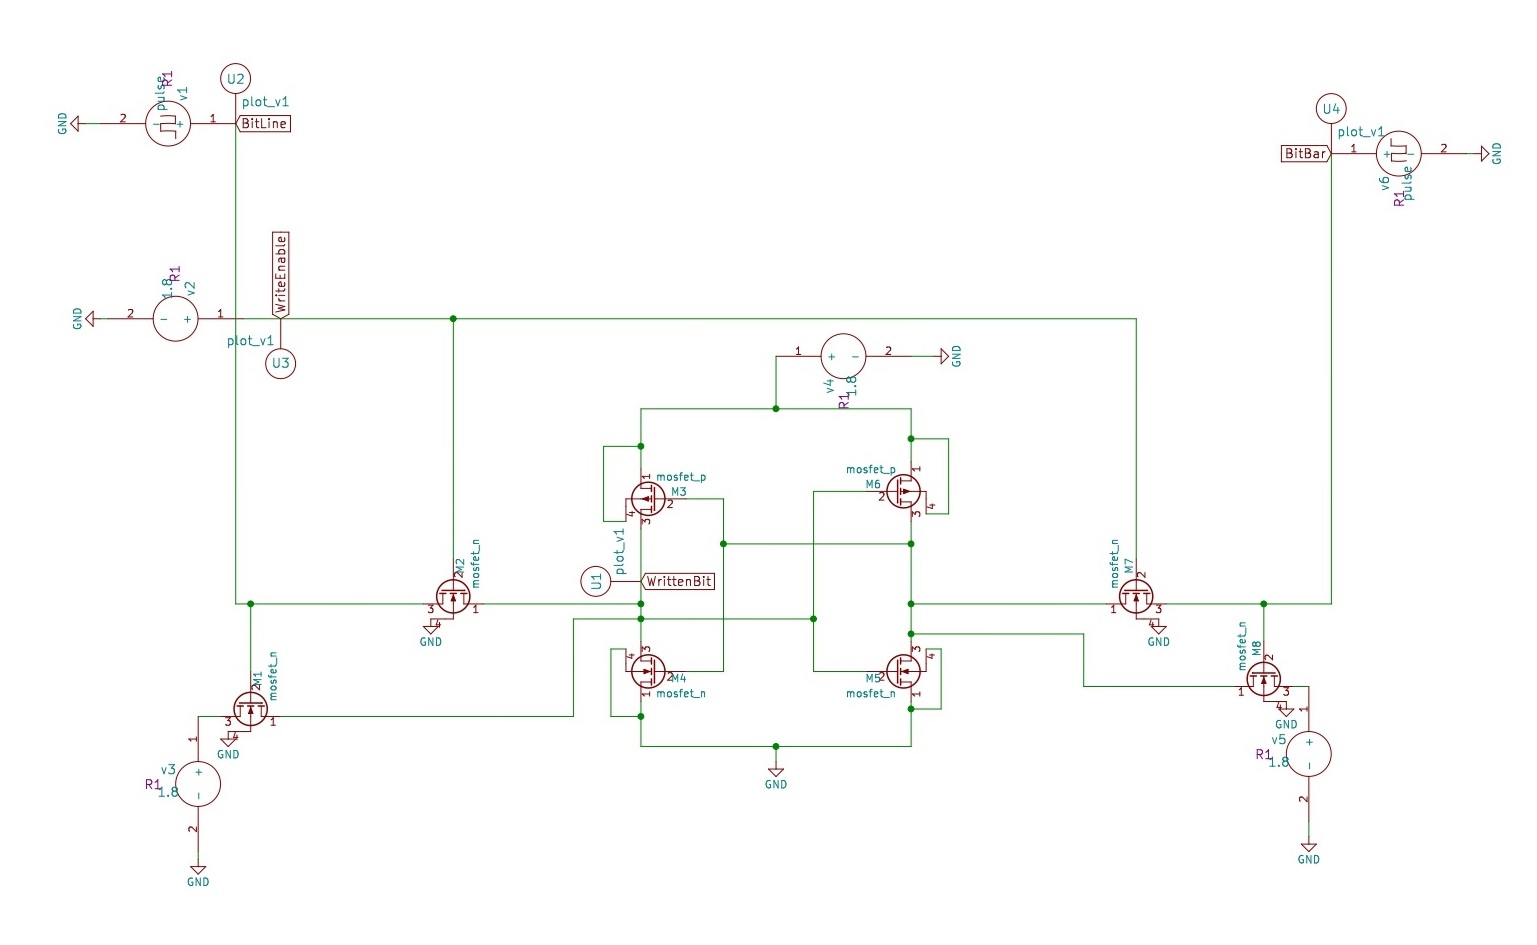 U2
plot_v1
R1
pulse
v1
GND
2
- +
1
BitLine
U4
plot_v1
BitBar
1
+ -
2
GND
v6
pulse
R1
WriteEnable
R1
1.8
v2
GND
2
- +
1
plot_v1
U3
1
+ -
2
GND
v4
1.8
R1
mosfet_p
M3
1
2
3
4
mosfet_p
M6
1
2
3
4
plot_v1
U1
WrittenBit
M2
mosfet_n
2
3
1
4
GND
M7
mosfet_n
2
1
3
4
GND
M4
mosfet_n
3
4
2
1
M5
mosfet_n
3
4
2
1
M1
mosfet_n
2
3
1
4
GND
M8
mosfet_n
2
1
3
4
GND
GND
v3
R1
1.8
1
+
-
2
GND
v5
R1
1.8
1
+
-
2
GND